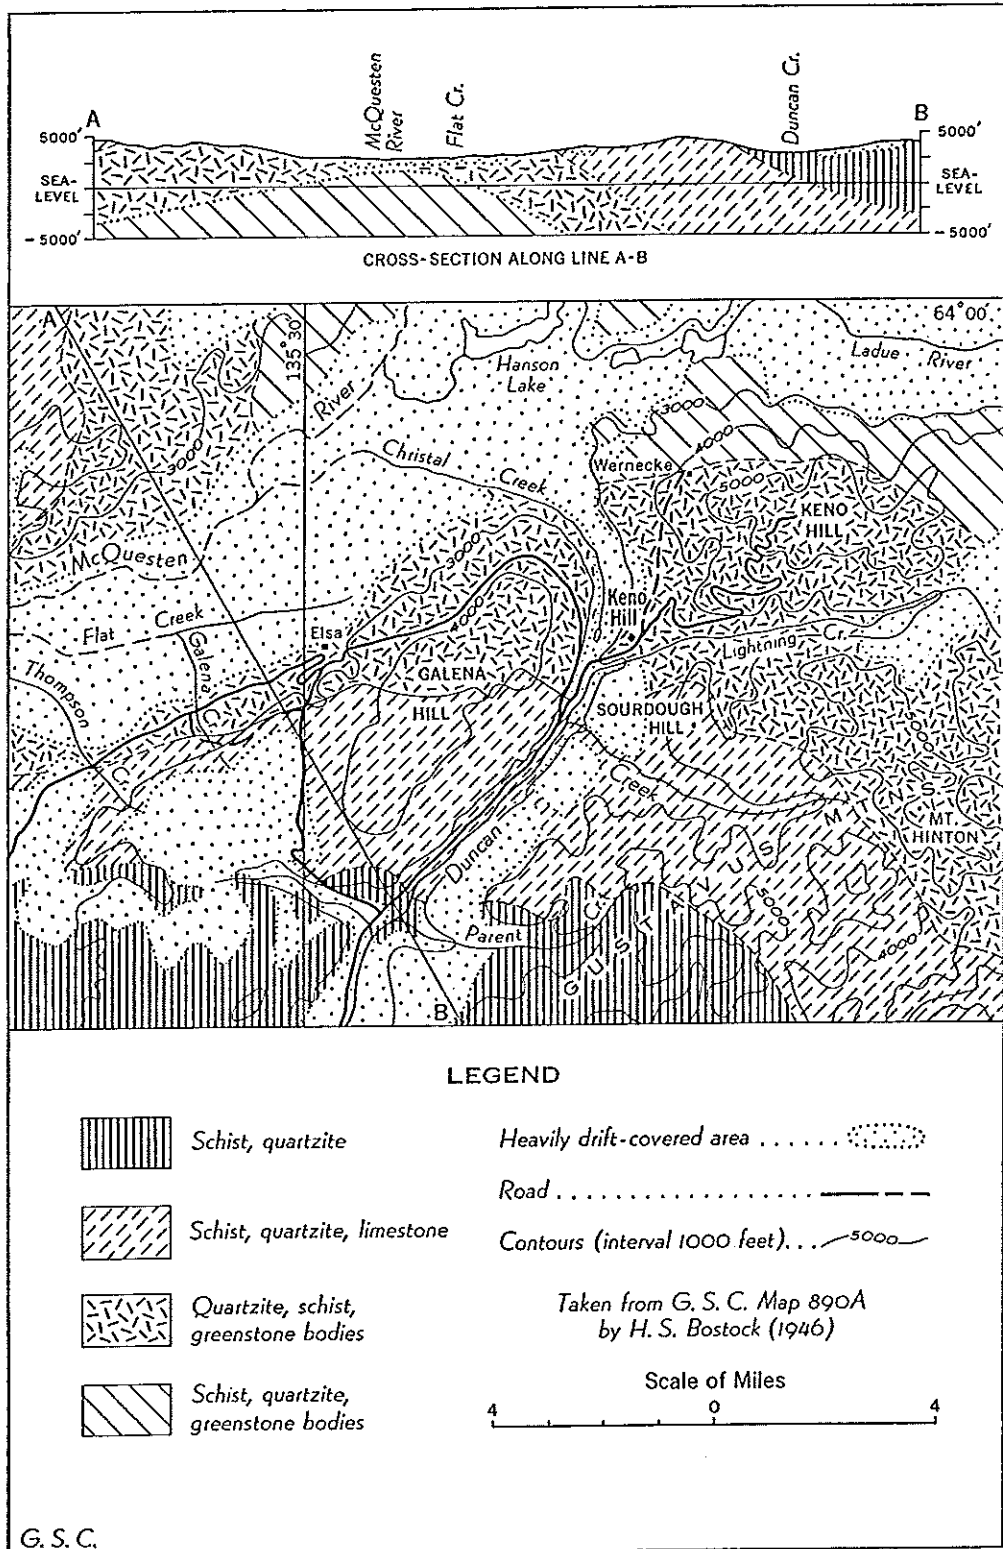 McQuesten
River
Flat Cr.
Duncan Cr.
A
B
5000'
5000'
SEA-
LEVEL
SEA-
LEVEL
-5000'
-5000'
CROSS-SECTION ALONG LINE A-B
A
135°30'
64°00'
River
Hanson
Lake
Ladue
River
3000
3000
4000
Christal
Creek
Wernecke
5000
KENO
HILL
McQuesten
3000
4000
Flat Creek
Galena
C.
Elsa
Keno
Hill
Lightning Cr.
Thompson
C.
GALENA
HILL
SOURDOUGH
HILL
Creek
5000
MT.
HINTON
Duncan
GUSTAVUS MTS
5000
4000
Parent Cr.
B
LEGEND
Schist, quartzite
Schist, quartzite, limestone
Quartzite, schist,
greenstone bodies
Schist, quartzite,
greenstone bodies
Heavily drift-covered area
Road
Contours (interval 1000 feet)... 5000
Taken from G. S. C. Map 890A
by H. S. Bostock (1946)
Scale of Miles
4 0 4
G. S. C.